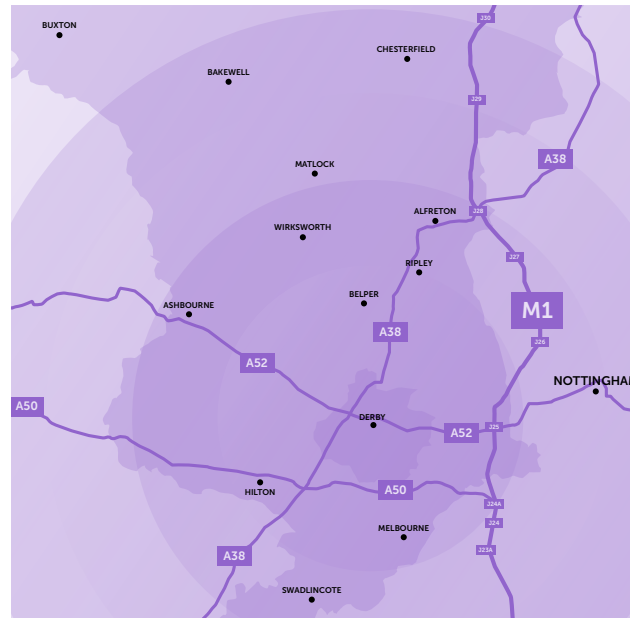 J30
BUXTON
CHESTERFIELD
BAKEWELL
J29
A38
MATLOCK
ALFRETON
J28
WIRKSWORTH
J27
RIPLEY
BELPER
ASHBOURNE
M1
A38
J26
A52
NOTTINGHAM
A50
DERBY
J25
A52
HILTON
A50
J24A
J24
MELBOURNE
J23A
A38
SWADLINCOTE